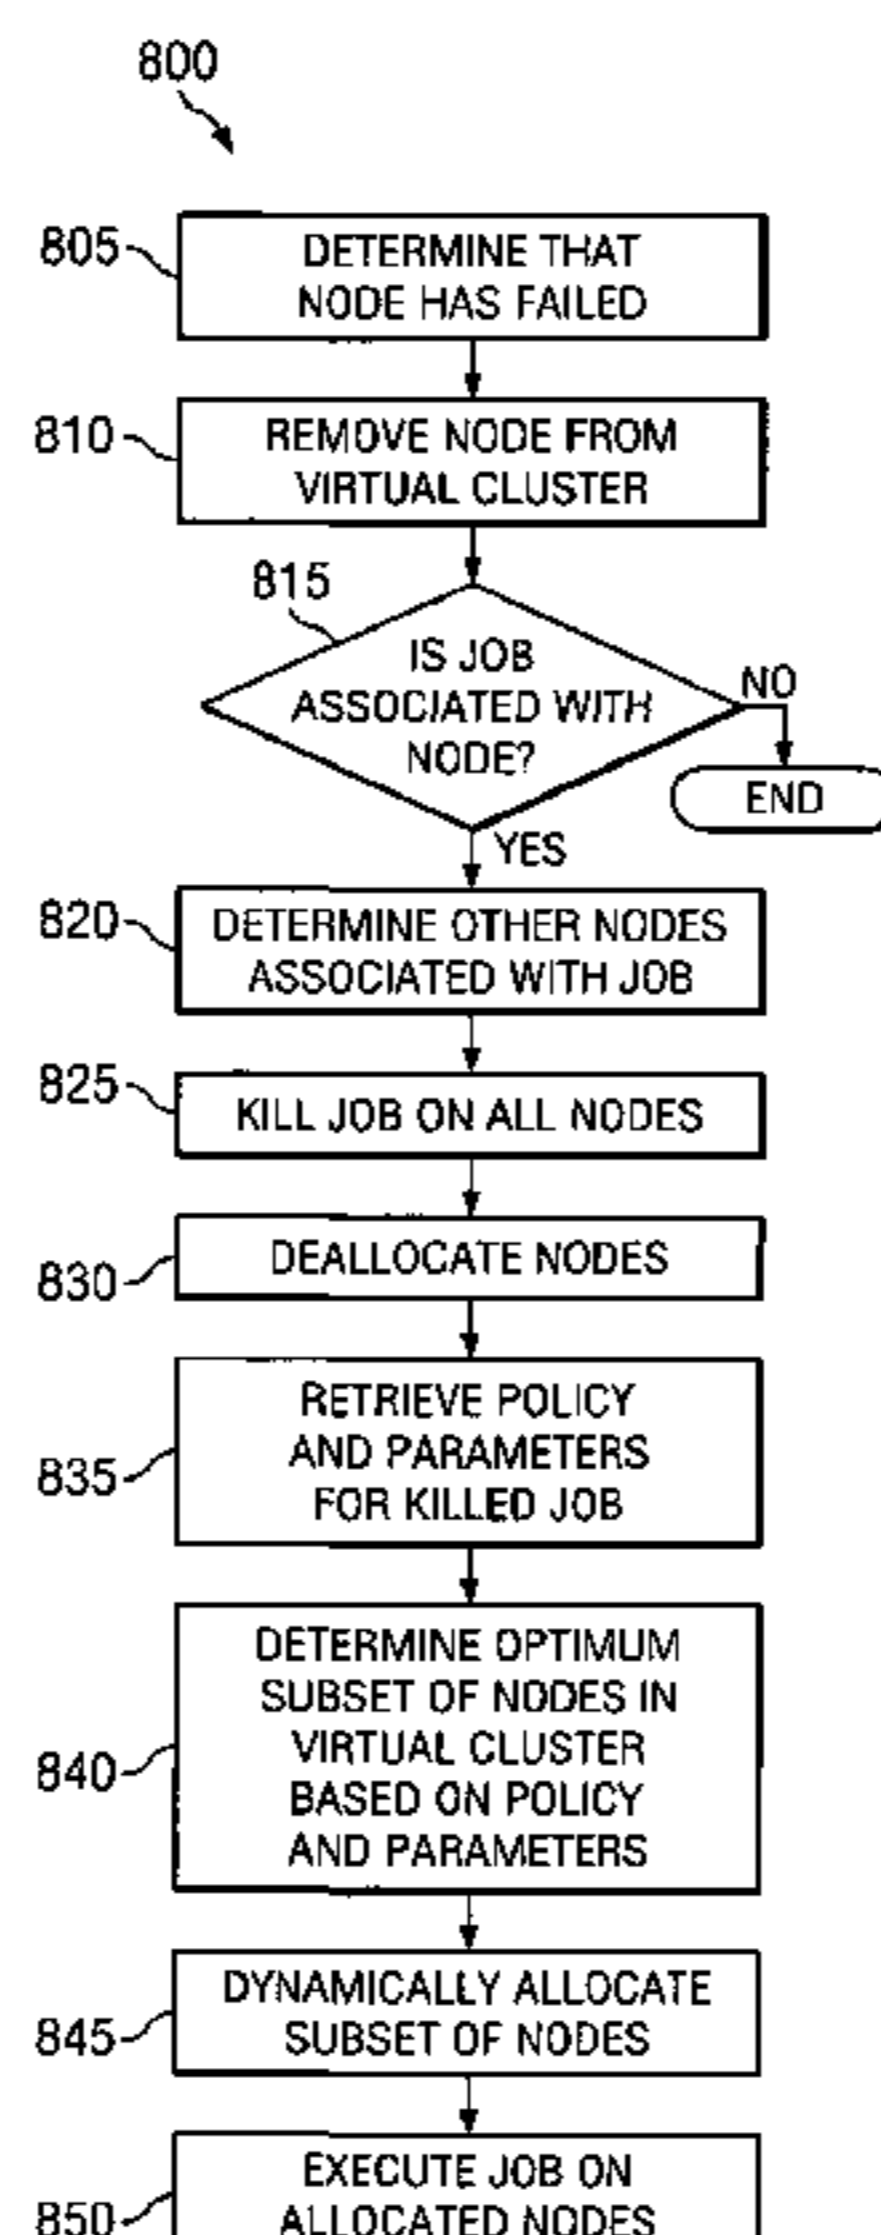 800
805
DETERMINE THAT
NODE HAS FAILED
810
REMOVE NODE FROM
VIRTUAL CLUSTER
815
IS JOB
ASSOCIATED WITH
NODE?
NO
END
YES
820
DETERMINE OTHER NODES
ASSOCIATED WITH JOB
825
KILL JOB ON ALL NODES
830
DEALLOCATE NODES
835
RETRIEVE POLICY
AND PARAMETERS
FOR KILLED JOB
840
DETERMINE OPTIMUM
SUBSET OF NODES IN
VIRTUAL CLUSTER
BASED ON POLICY
AND PARAMETERS
845
DYNAMICALLY ALLOCATE
SUBSET OF NODES
850
EXECUTE JOB ON
ALLOCATED NODES